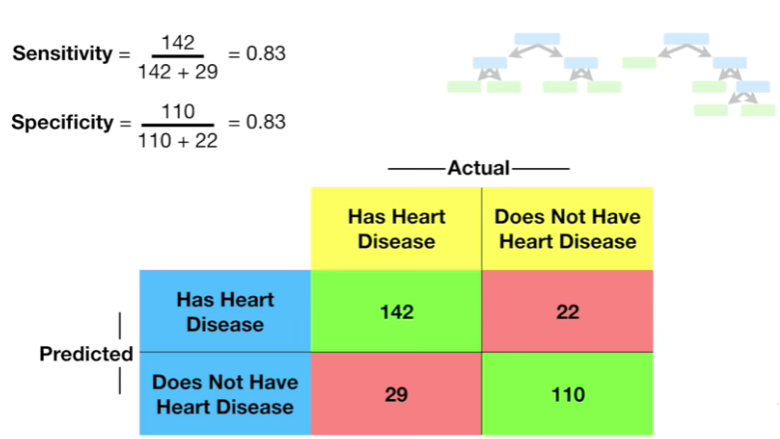 Sensitivity = 142 / 142 + 29 = 0.83
Specificity = 110 / 110 + 22 = 0.83
Actual
Has Heart Disease
Does Not Have Heart Disease
Predicted
Has Heart Disease
142
22
Does Not Have Heart Disease
29
110